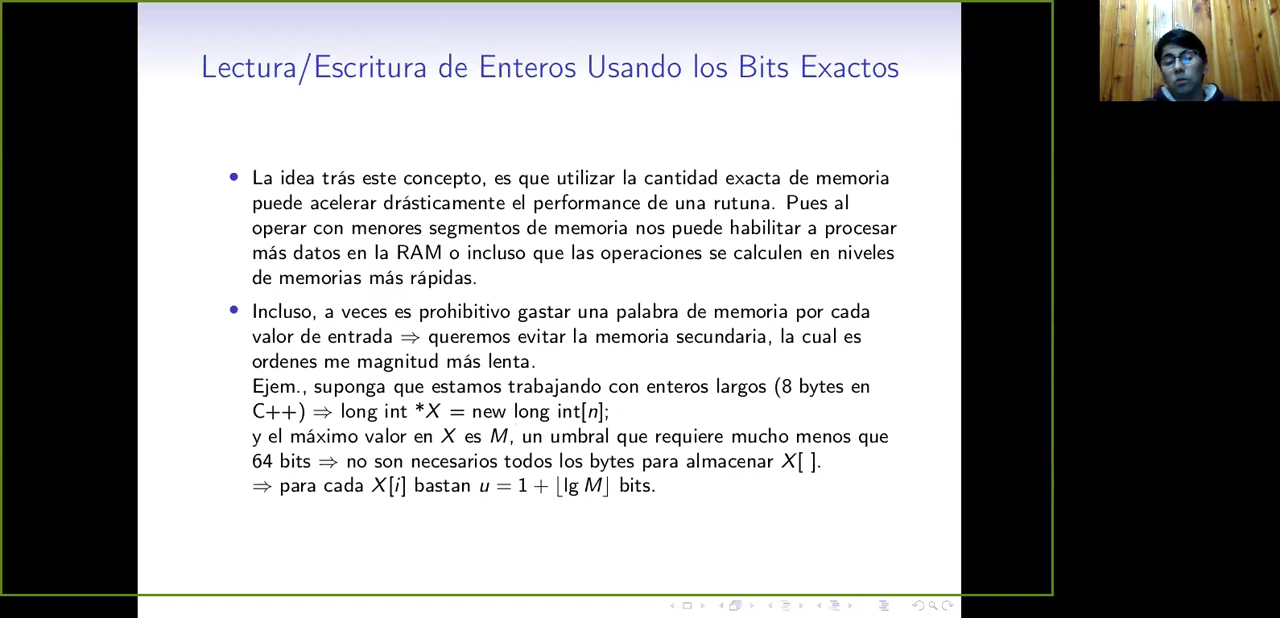 Lectura/Escritura de Enteros Usando los Bits Exactos
• La idea trás este concepto, es que utilizar la cantidad exacta de memoria
puede acelerar drásticamente el performance de una rutuna. Pues al
operar con menores segmentos de memoria nos puede habilitar a procesar
más datos en la RAM o incluso que las operaciones se calculen en niveles
de memorias más rápidas.
• Incluso, a veces es prohibitivo gastar una palabra de memoria por cada
valor de entrada ⇒ queremos evitar la memoria secundaria, la cual es
ordenes me magnitud más lenta.
Ejem., suponga que estamos trabajando con enteros largos (8 bytes en
C++) ⇒ long int *X = new long int[n];
y el máximo valor en X es M, un umbral que requiere mucho menos que
64 bits ⇒ no son necesarios todos los bytes para almacenar X[ ].
⇒ para cada X[i] bastan u = 1 + ⌊lg M⌋ bits.